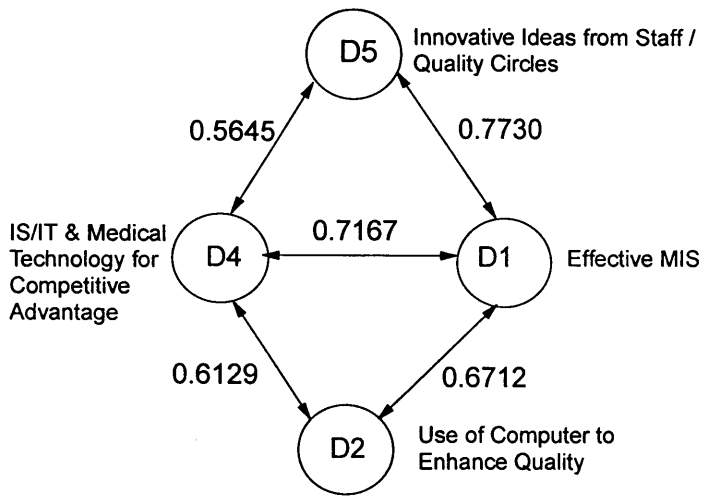 D5
Innovative Ideas from Staff /
Quality Circles
0.5645
0.7730
IS/IT & Medical
Technology for
Competitive
Advantage
D4
0.7167
D1
Effective MIS
0.6129
0.6712
D2
Use of Computer to
Enhance Quality